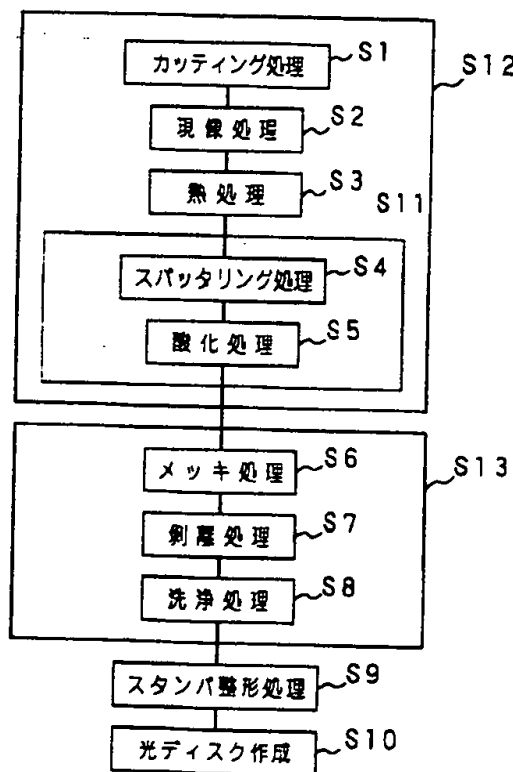 カッティング処理 S1
S12
現像処理 S2
熱処理 S3
S11
スパッタリング処理 S4
酸化処理 S5
メッキ処理 S6
S13
剥離処理 S7
洗浄処理 S8
スタンパ整形処理 S9
光ディスク作成 S10